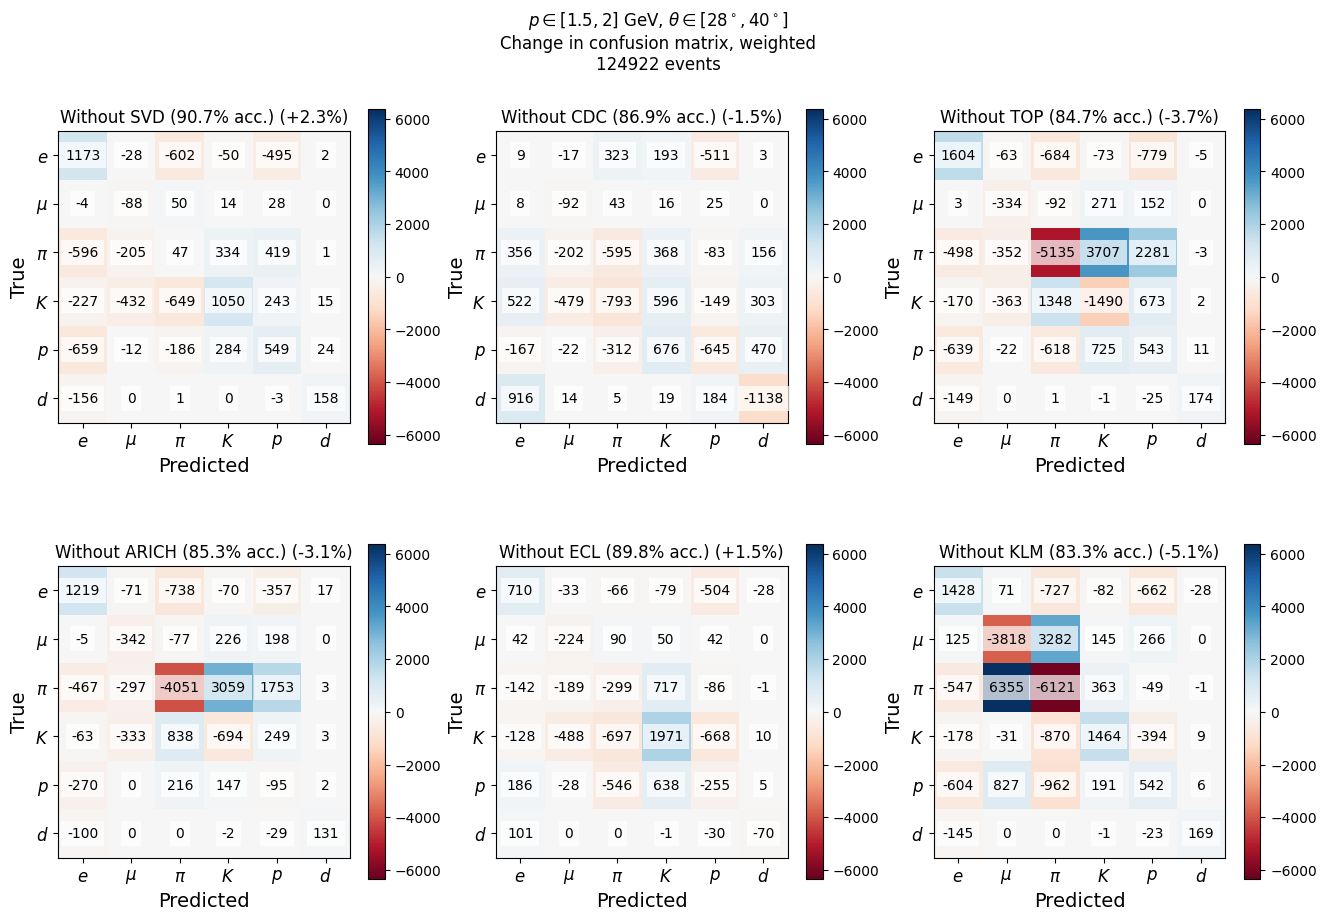 p ∈ [1.5, 2] GeV, θ ∈ [28°, 40°]
Change in confusion matrix, weighted
124922 events
Without SVD (90.7% acc.) (+2.3%)
True
e 1173 -28 -602 -50 -495 2
μ -4 -88 50 14 28 0
π -596 -205 47 334 419 1
K -227 -432 -649 1050 243 15
p -659 -12 -186 284 549 24
d -156 0 1 0 -3 158
e μ π K p d
Predicted
6000
4000
2000
0
−2000
−4000
−6000
Without CDC (86.9% acc.) (-1.5%)
True
e 9 -17 323 193 -511 3
μ 8 -92 43 16 25 0
π 356 -202 -595 368 -83 156
K 522 -479 -793 596 -149 303
p -167 -22 -312 676 -645 470
d 916 14 5 19 184 -1138
e μ π K p d
Predicted
6000
4000
2000
0
−2000
−4000
−6000
Without TOP (84.7% acc.) (-3.7%)
True
e 1604 -63 -684 -73 -779 -5
μ 3 -334 -92 271 152 0
π -498 -352 -5135 3707 2281 -3
K -170 -363 1348 -1490 673 2
p -639 -22 -618 725 543 11
d -149 0 1 -1 -25 174
e μ π K p d
Predicted
6000
4000
2000
0
−2000
−4000
−6000
Without ARICH (85.3% acc.) (-3.1%)
True
e 1219 -71 -738 -70 -357 17
μ -5 -342 -77 226 198 0
π -467 -297 -4051 3059 1753 3
K -63 -333 838 -694 249 3
p -270 0 216 147 -95 2
d -100 0 0 -2 -29 131
e μ π K p d
Predicted
6000
4000
2000
0
−2000
−4000
−6000
Without ECL (89.8% acc.) (+1.5%)
True
e 710 -33 -66 -79 -504 -28
μ 42 -224 90 50 42 0
π -142 -189 -299 717 -86 -1
K -128 -488 -697 1971 -668 10
p 186 -28 -546 638 -255 5
d 101 0 0 -1 -30 -70
e μ π K p d
Predicted
6000
4000
2000
0
−2000
−4000
−6000
Without KLM (83.3% acc.) (-5.1%)
True
e 1428 71 -727 -82 -662 -28
μ 125 -3818 3282 145 266 0
π -547 6355 -6121 363 -49 -1
K -178 -31 -870 1464 -394 9
p -604 827 -962 191 542 6
d -145 0 0 -1 -23 169
e μ π K p d
Predicted
6000
4000
2000
0
−2000
−4000
−6000